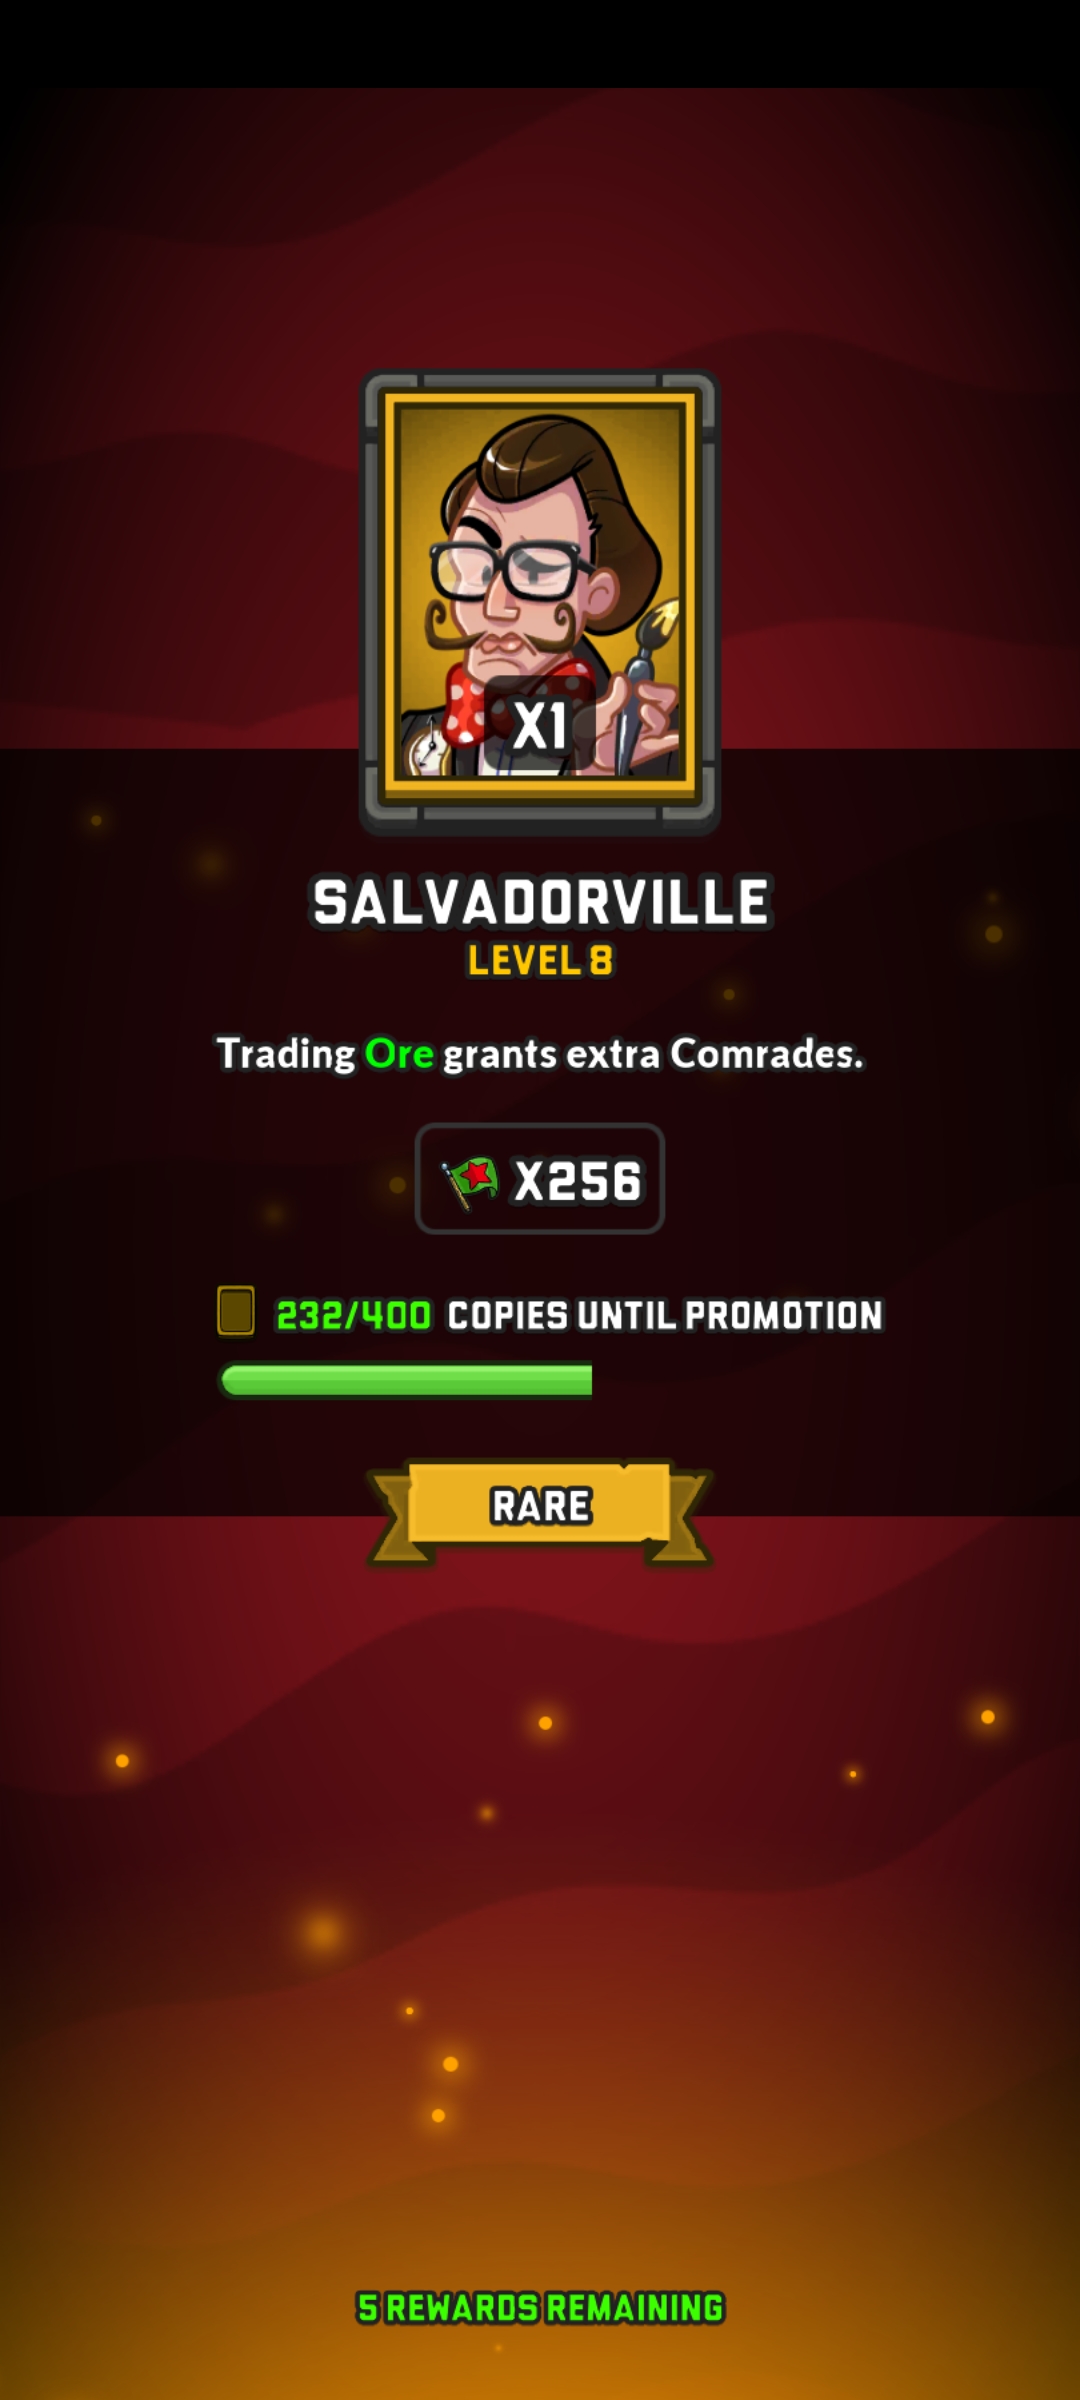 X1
SALVADORVILLE
LEVEL 8
Trading Ore grants extra Comrades.
X256
232/400 COPIES UNTIL PROMOTION
RARE
5 REWARDS REMAINING